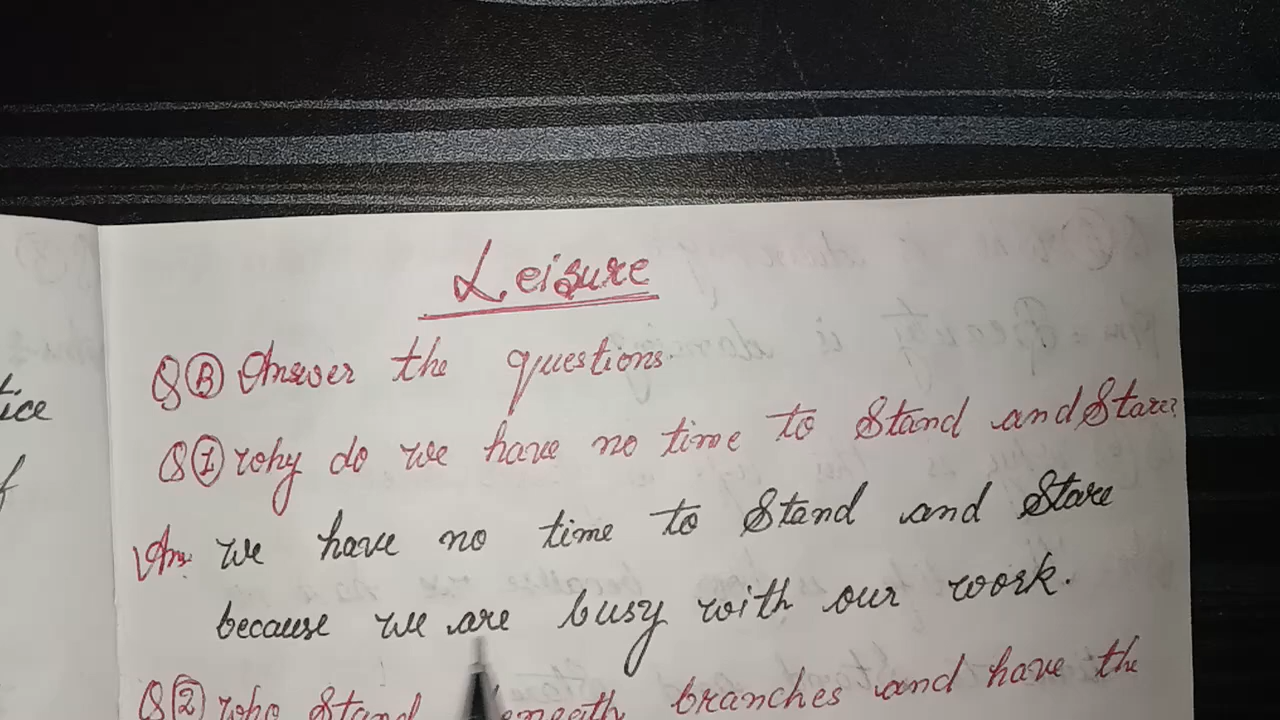 Leisure
Q B Answer the questions.
Q 1 why do we have no time to Stand and Stare?
Ans. we have no time to Stand and Stare
because we are busy with our work.
Q 2 who Stand beneath branches and have the
tice
f